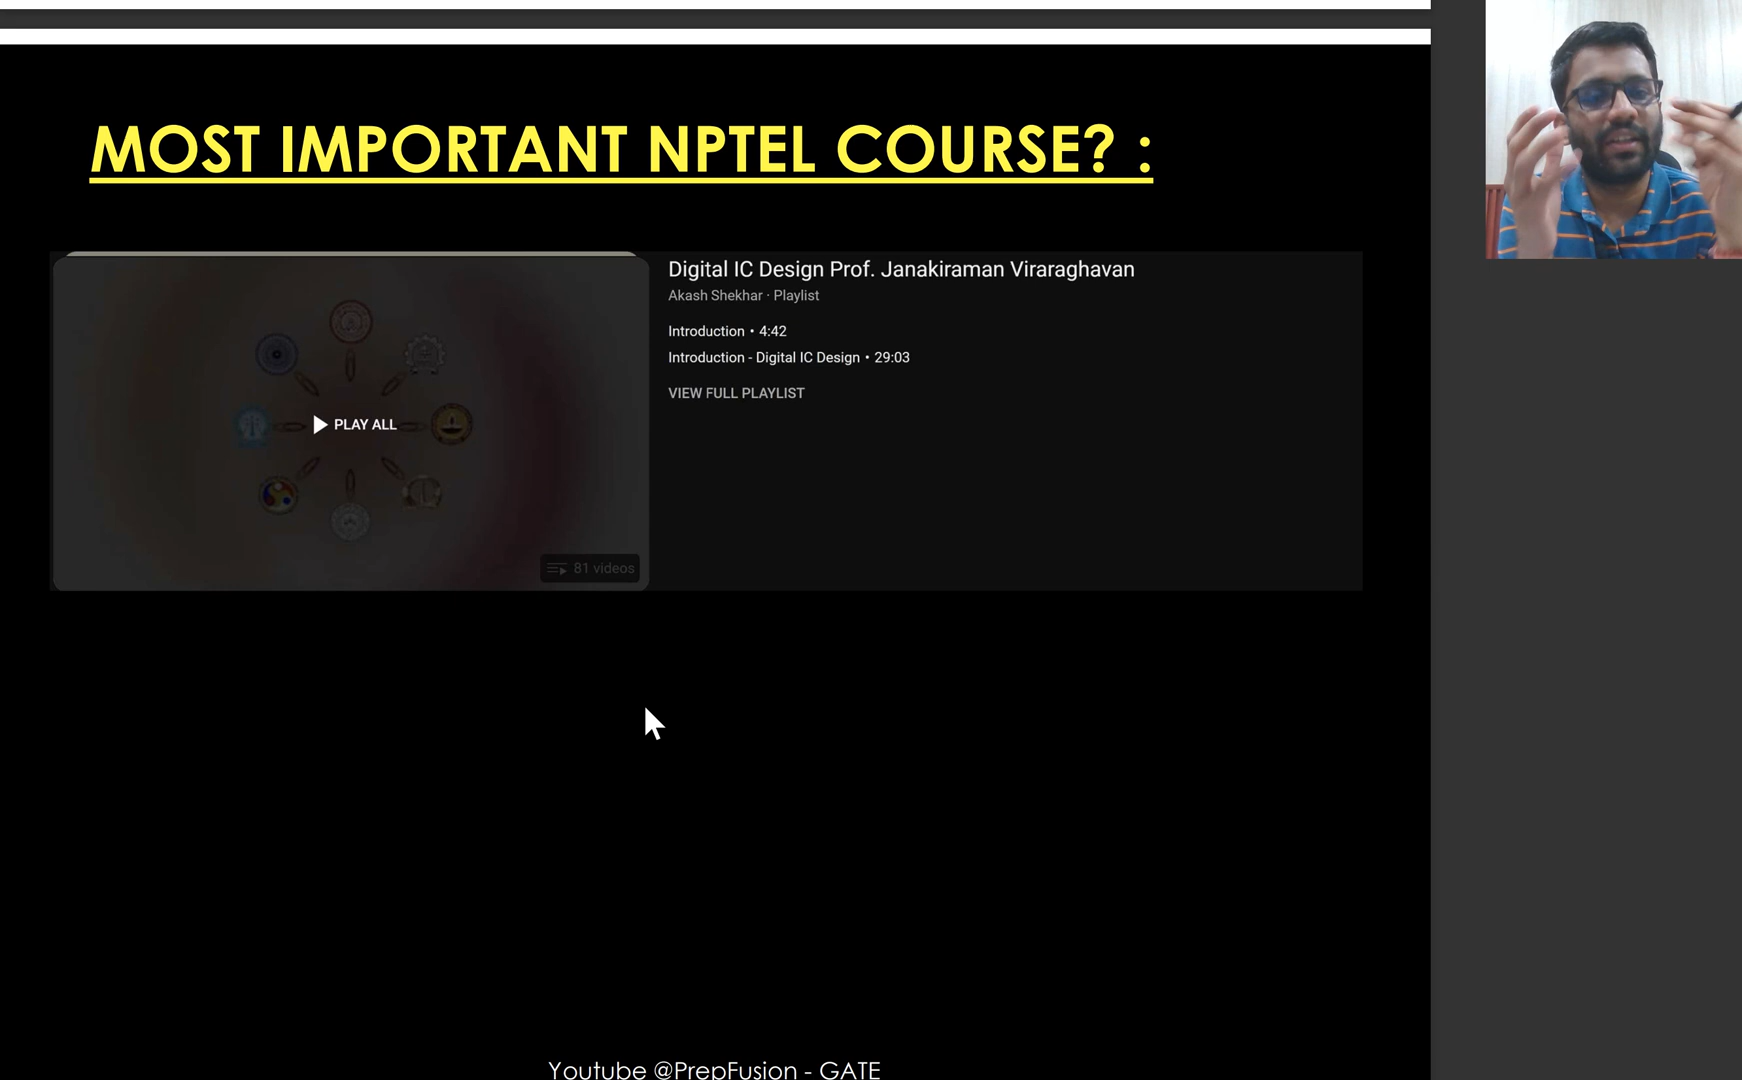 MOST IMPORTANT NPTEL COURSE? :
Digital IC Design Prof. Janakiraman Viraraghavan
Akash Shekhar · Playlist
Introduction • 4:42
Introduction - Digital IC Design • 29:03
VIEW FULL PLAYLIST
PLAY ALL
81 videos
Youtube @PrepFusion - GATE